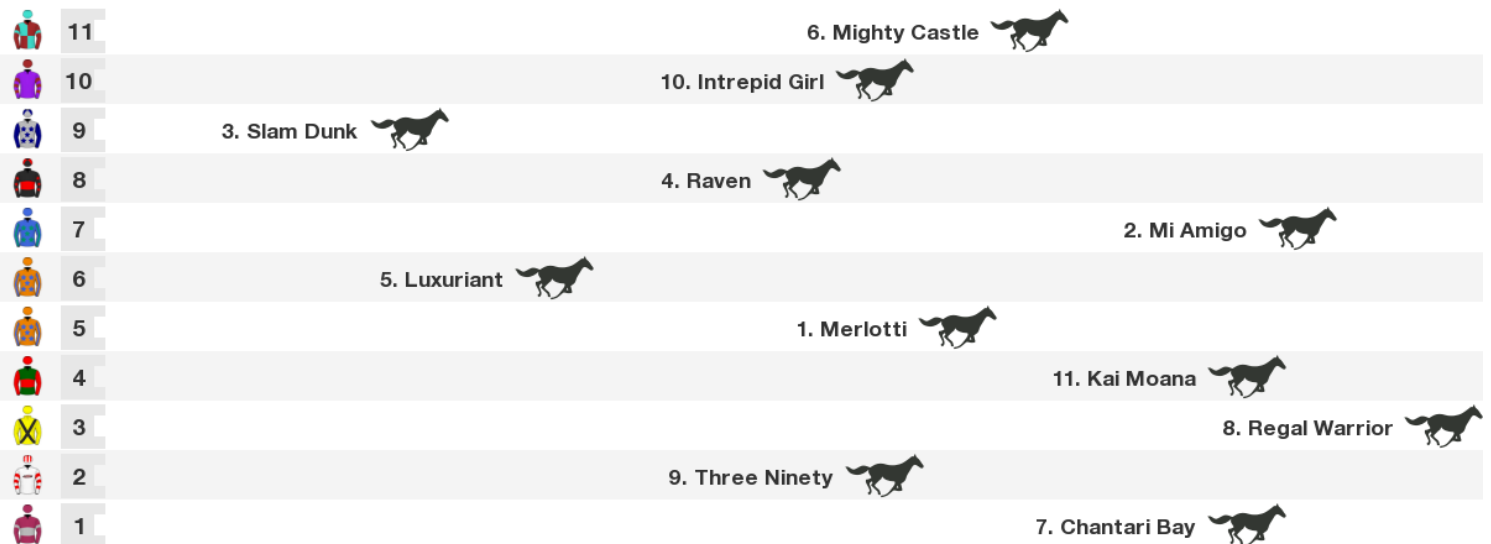 11 6. Mighty Castle
10 10. Intrepid Girl
9 3. Slam Dunk
8 4. Raven
7 2. Mi Amigo
6 5. Luxuriant
5 1. Merlotti
4 11. Kai Moana
3 8. Regal Warrior
2 9. Three Ninety
1 7. Chantari Bay